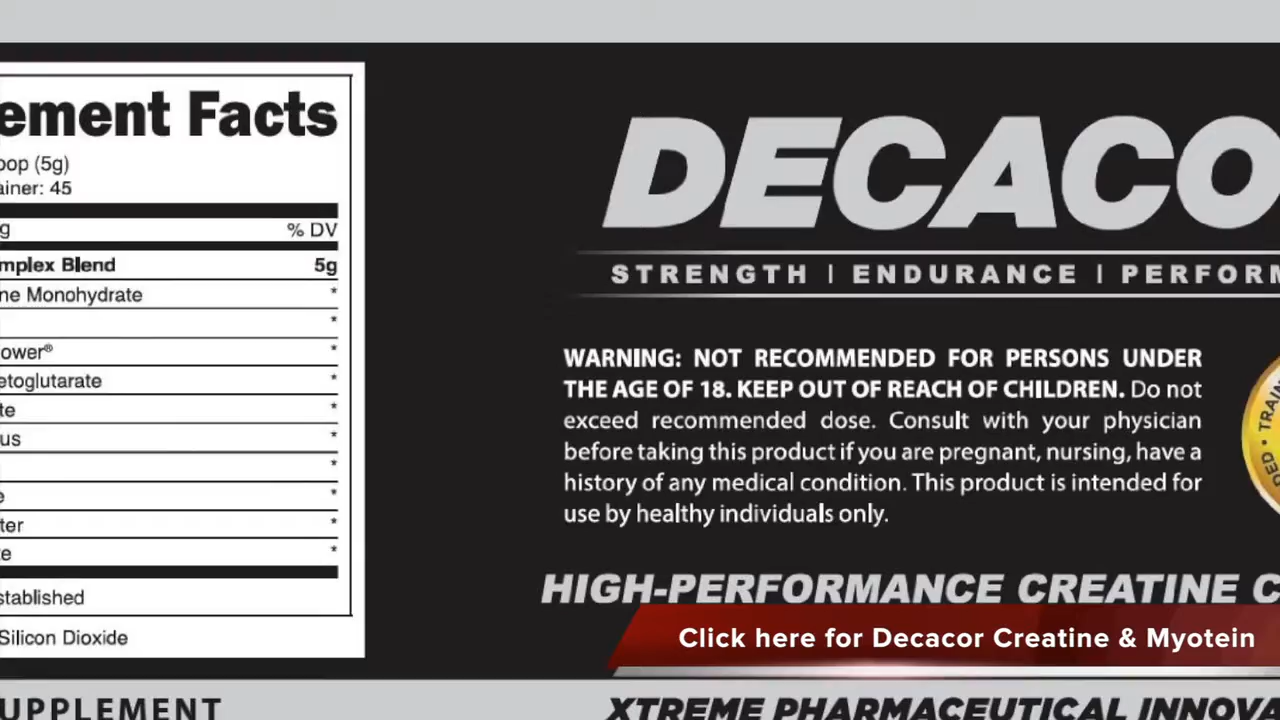 ement Facts
oop (5g)
ainer: 45
g % DV
mplex Blend 5g
ne Monohydrate *
*
ower® *
etoglutarate *
te *
us *
*
e *
ter *
te *
stablished
Silicon Dioxide
UPPLEMENT
DECACO
STRENGTH | ENDURANCE | PERFORM
WARNING: NOT RECOMMENDED FOR PERSONS UNDER
THE AGE OF 18. KEEP OUT OF REACH OF CHILDREN. Do not
exceed recommended dose. Consult with your physician
before taking this product if you are pregnant, nursing, have a
history of any medical condition. This product is intended for
use by healthy individuals only.
OED • TRAIN
HIGH-PERFORMANCE CREATINE C
Click here for Decacor Creatine & Myotein
XTREME PHARMACEUTICAL INNOVA